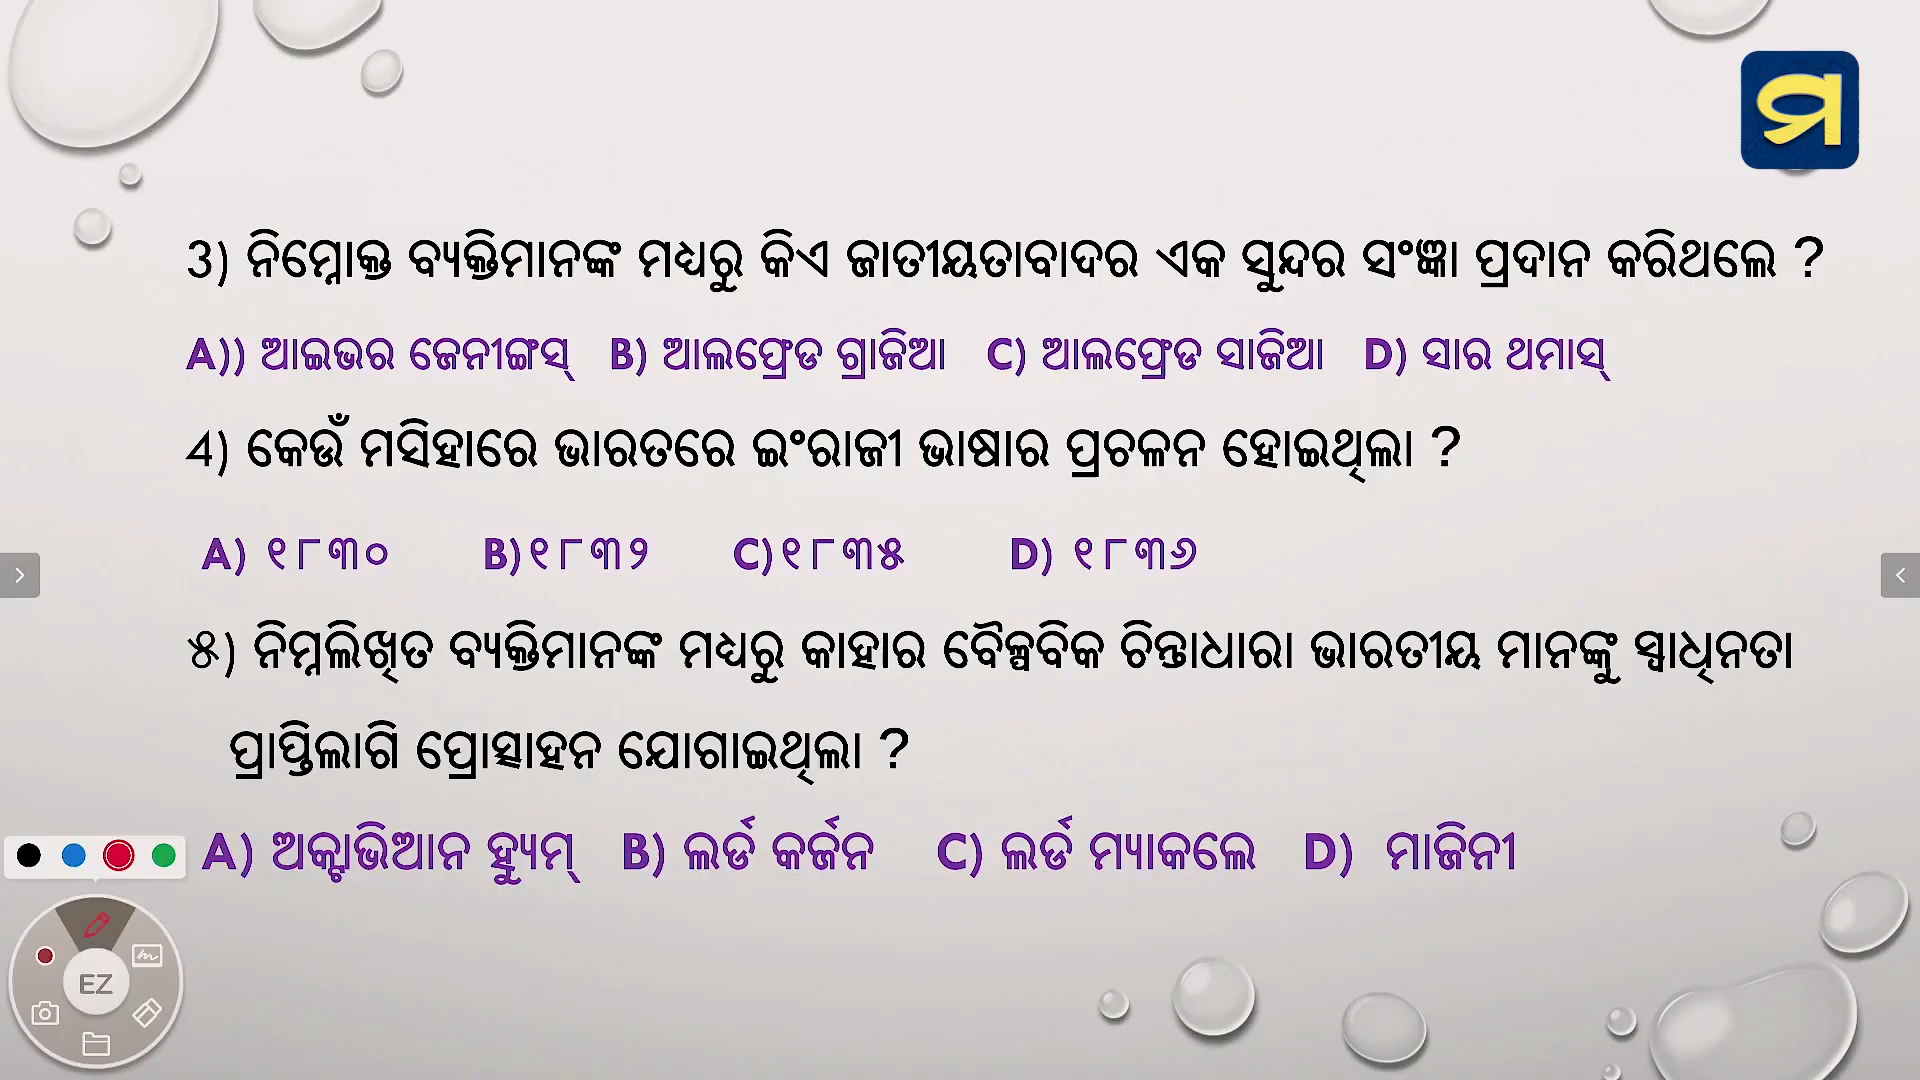 ମ
3) ନିମ୍ନୋକ୍ତ ବ୍ୟକ୍ତିମାନଙ୍କ ମଧ୍ୟରୁ କିଏ ଜାତୀୟତାବାଦର ଏକ ସୁନ୍ଦର ସଂଜ୍ଞା ପ୍ରଦାନ କରିଥଲେ ?
A)) ଆଇଭର ଜେନୀଙ୍ଗସ୍ B) ଆଲଫ୍ରେଡ ଗ୍ରାଜିଆ C) ଆଲଫ୍ରେଡ ସାଜିଆ D) ସାର ଥମାସ୍
4) କେଉଁ ମସିହାରେ ଭାରତରେ ଇଂରାଜୀ ଭାଷାର ପ୍ରଚଳନ ହୋଇଥିଲା ?
A) ୧୮୩୦ B)୧୮୩୨ C)୧୮୩୫ D) ୧୮୩୬
୫) ନିମ୍ନଲିଖିତ ବ୍ୟକ୍ତିମାନଙ୍କ ମଧ୍ୟରୁ କାହାର ବୈଳ୍ପବିକ ଚିନ୍ତାଧାରା ଭାରତୀୟ ମାନଙ୍କୁ ସ୍ଵାଧିନତା
ପ୍ରାପ୍ତିଲାଗି ପ୍ରୋତ୍ସାହନ ଯୋଗାଇଥିଲା ?
A) ଅକ୍ଟାଭିଆନ ହ୍ୟୁମ୍ B) ଲର୍ଡ କର୍ଜନ C) ଲର୍ଡ ମ୍ୟାକଲେ D) ମାଜିନୀ
EZ